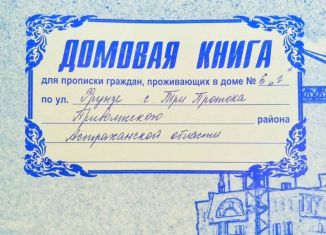 ДОМОВАЯ КНИГА
для прописки граждан, проживающих в доме № 6 „г"
по ул. Фрунзе с. Три Протока
Приволжского района
Астраханской области